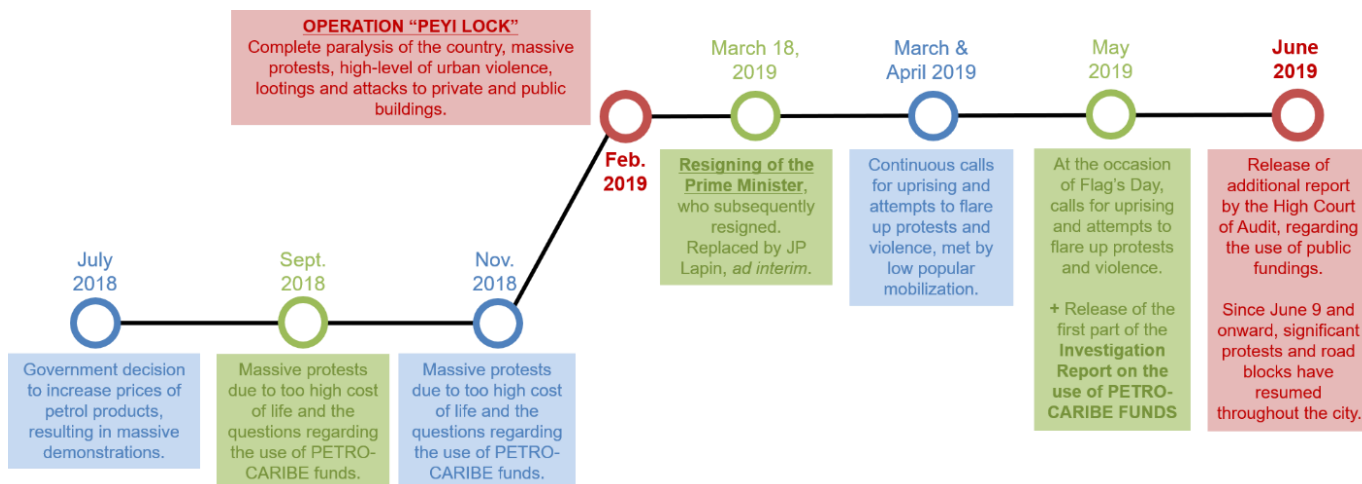 OPERATION “PEYI LOCK”
Complete paralysis of the country, massive
protests, high-level of urban violence,
lootings and attacks to private and public
buildings.
July
2018
Government decision
to increase prices of
petrol products,
resulting in massive
demonstrations.
Sept.
2018
Massive protests
due to too high cost
of life and the
questions regarding
the use of PETRO-
CARIBE funds.
Nov.
2018
Massive protests
due to too high cost
of life and the
questions regarding
the use of PETRO-
CARIBE funds.
Feb.
2019
March 18,
2019
Resigning of the
Prime Minister,
who subsequently
resigned.
Replaced by JP
Lapin, ad interim.
March &
April 2019
Continuous calls
for uprising and
attempts to flare
up protests and
violence, met by
low popular
mobilization.
May
2019
At the occasion
of Flag’s Day,
calls for uprising
and attempts to
flare up protests
and violence.
+ Release of the
first part of the
Investigation
Report on the
use of PETRO-
CARIBE FUNDS
June
2019
Release of
additional report
by the High Court
of Audit, regarding
the use of public
fundings.
Since June 9 and
onward, significant
protests and road
blocks have
resumed
throughout the city.